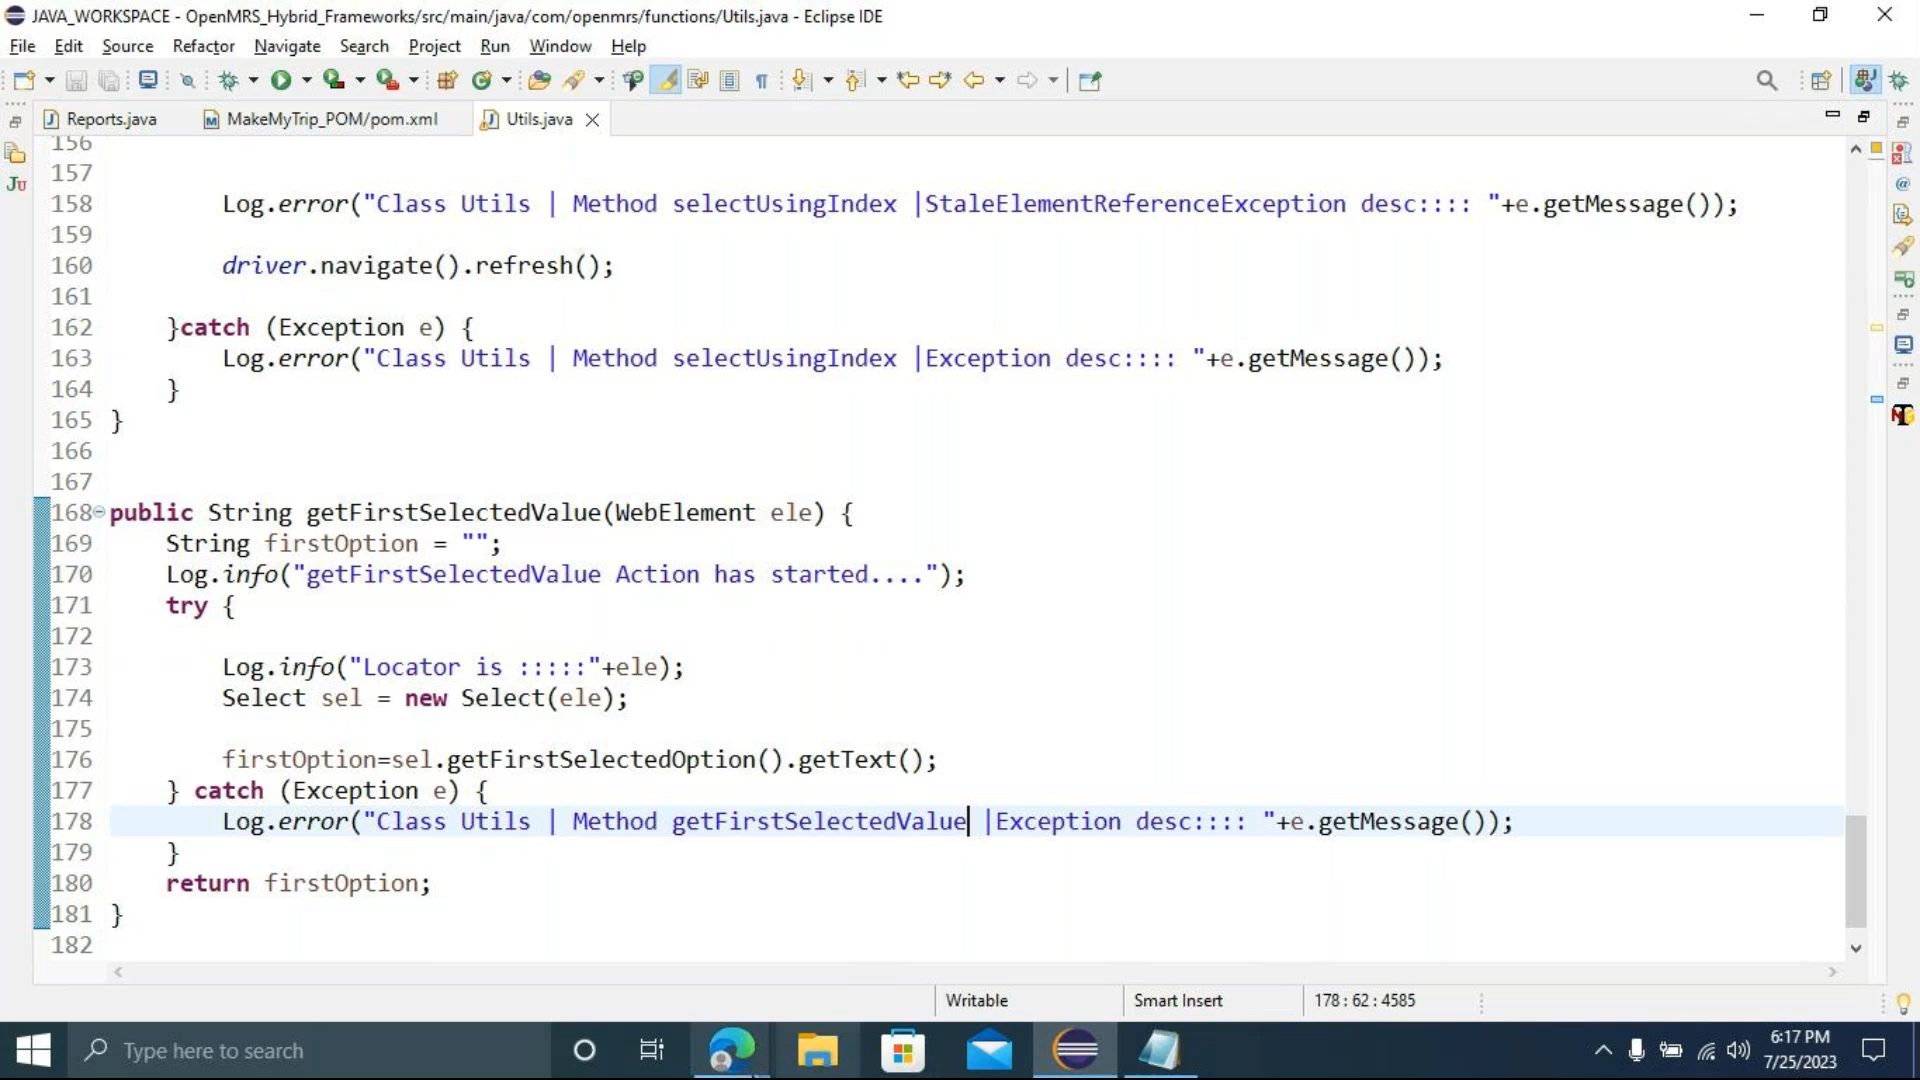 JAVA_WORKSPACE - OpenMRS_Hybrid_Frameworks/src/main/java/com/openmrs/functions/Utils.java - Eclipse IDE
File Edit Source Refactor Navigate Search Project Run Window Help
Reports.java MakeMyTrip_POM/pom.xml Utils.java
156
157
158 Log.error("Class Utils | Method selectUsingIndex |StaleElementReferenceException desc:::: "+e.getMessage());
159
160 driver.navigate().refresh();
161
162 }catch (Exception e) {
163 Log.error("Class Utils | Method selectUsingIndex |Exception desc:::: "+e.getMessage());
164 }
165 }
166
167
168 public String getFirstSelectedValue(WebElement ele) {
169 String firstOption = "";
170 Log.info("getFirstSelectedValue Action has started....");
171 try {
172
173 Log.info("Locator is :::::"+ele);
174 Select sel = new Select(ele);
175
176 firstOption=sel.getFirstSelectedOption().getText();
177 } catch (Exception e) {
178 Log.error("Class Utils | Method getFirstSelectedValue |Exception desc:::: "+e.getMessage());
179 }
180 return firstOption;
181 }
182
Writable Smart Insert 178 : 62 : 4585
Type here to search
6:17 PM
7/25/2023